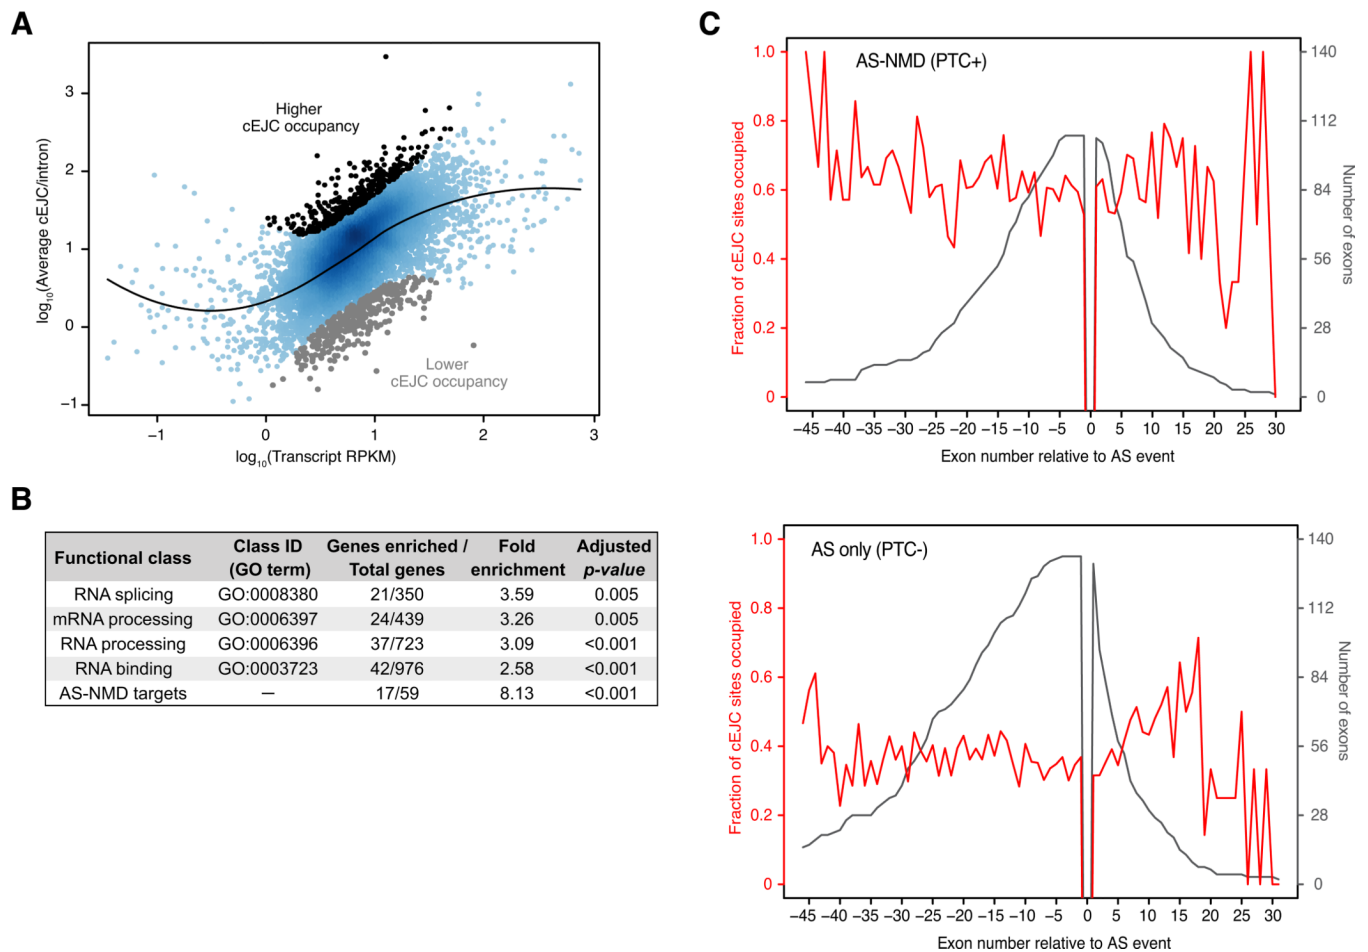 A
Higher
cEJC occupancy
Lower
cEJC occupancy
log10(Average cEJC/intron)
3
2
1
0
−1
−1 0 1 2 3
log10(Transcript RPKM)
B
Functional class Class ID (GO term) Genes enriched / Total genes Fold enrichment Adjusted p-value
RNA splicing GO:0008380 21/350 3.59 0.005
mRNA processing GO:0006397 24/439 3.26 0.005
RNA processing GO:0006396 37/723 3.09 <0.001
RNA binding GO:0003723 42/976 2.58 <0.001
AS-NMD targets — 17/59 8.13 <0.001
C
AS-NMD (PTC+)
Fraction of cEJC sites occupied
1.0
0.8
0.6
0.4
0.2
0
140
112
84
56
28
0
Number of exons
−45 −40 −35 −30 −25 −20 −15 −10 −5 0 5 10 15 20 25 30
Exon number relative to AS event
AS only (PTC-)
Fraction of cEJC sites occupied
1.0
0.8
0.6
0.4
0.2
0
140
112
84
56
28
0
Number of exons
−45 −40 −35 −30 −25 −20 −15 −10 −5 0 5 10 15 20 25 30
Exon number relative to AS event